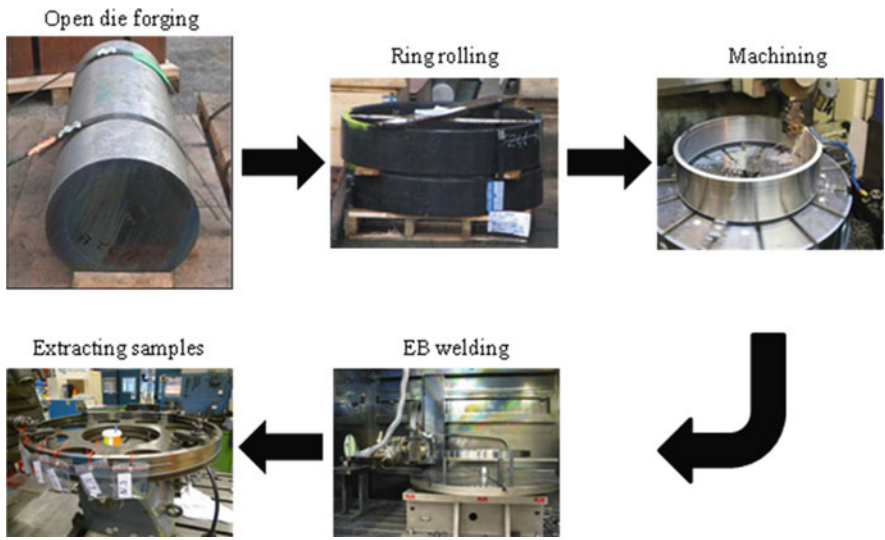 Open die forging
Ring rolling
Machining
Extracting samples
EB welding